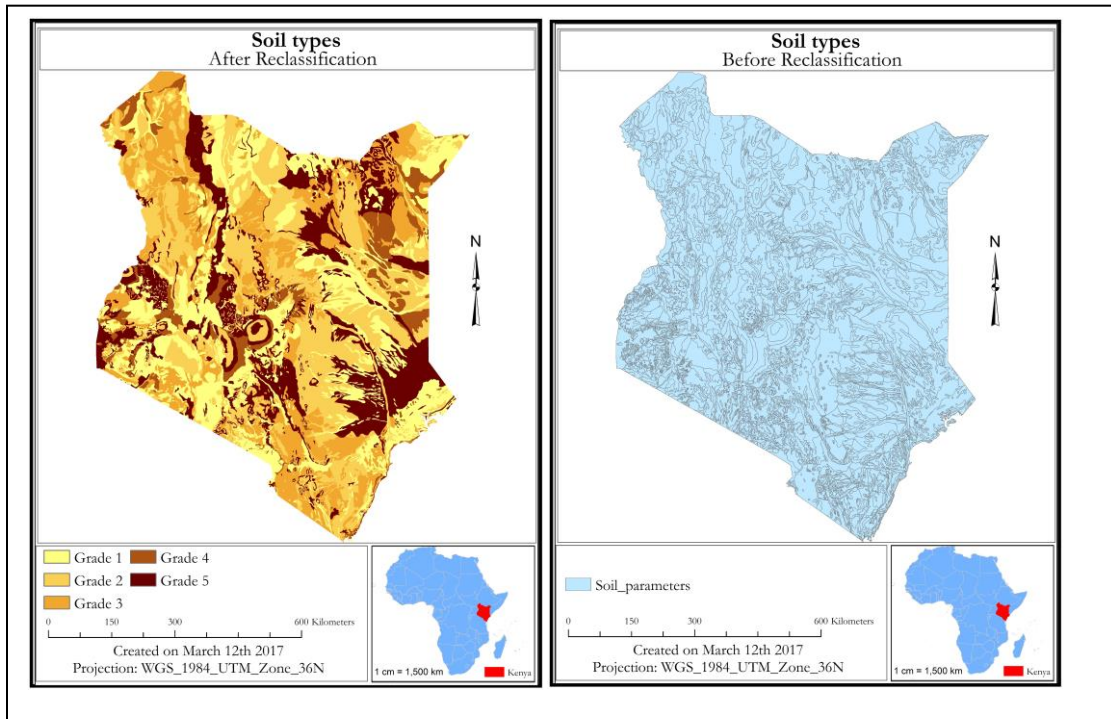 Soil types
After Reclassification
N
Grade 1
Grade 4
Grade 2
Grade 5
Grade 3
0 150 300 600 Kilometers
Created on March 12th 2017
Projection: WGS_1984_UTM_Zone_36N
1 cm = 1,500 km
Kenya
Soil types
Before Reclassification
N
Soil_parameters
0 150 300 600 Kilometers
Created on March 12th 2017
Projection: WGS_1984_UTM_Zone_36N
1 cm = 1,500 km
Kenya